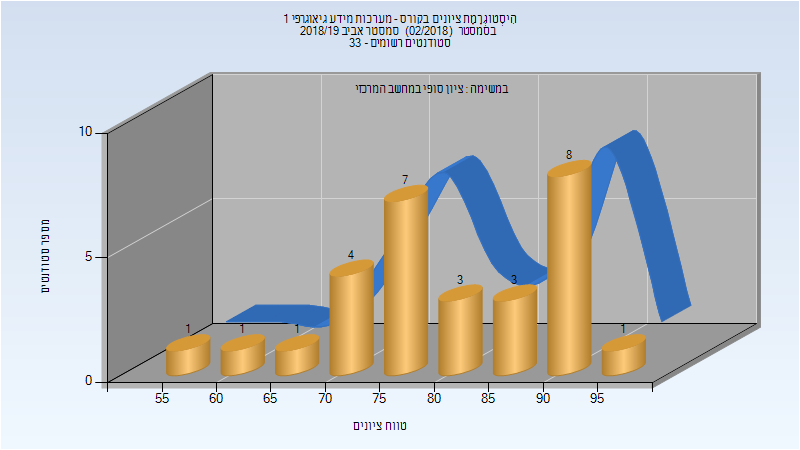 היסטוגרמת ציונים בקורס - מערכות מידע גיאוגרפי 1
בסמסטר (02/2018) סמסטר אביב 2018/19
סטודנטים רשומים - 33
במשימה : ציון סופי במחשב המרכזי
מספר סטודנטים
10
5
0
1
1
1
4
7
3
3
8
1
55 60 65 70 75 80 85 90 95
טווח ציונים